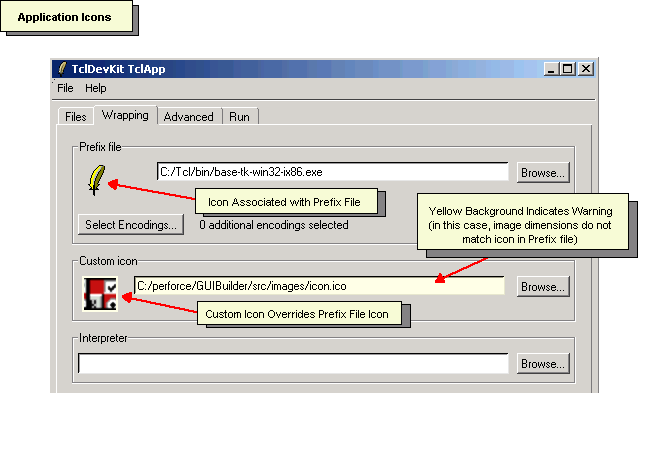 Application Icons
TclDevKit TclApp
File Help
Files Wrapping Advanced Run
Prefix file
C:/Tcl/bin/base-tk-win32-ix86.exe
Browse...
Icon Associated with Prefix File
Select Encodings...
0 additional encodings selected
Yellow Background Indicates Warning
(in this case, image dimensions do not
match icon in Prefix file)
Custom icon
C:/perforce/GUIBuilder/src/images/icon.ico
Browse...
Custom Icon Overrides Prefix File Icon
Interpreter
Browse...